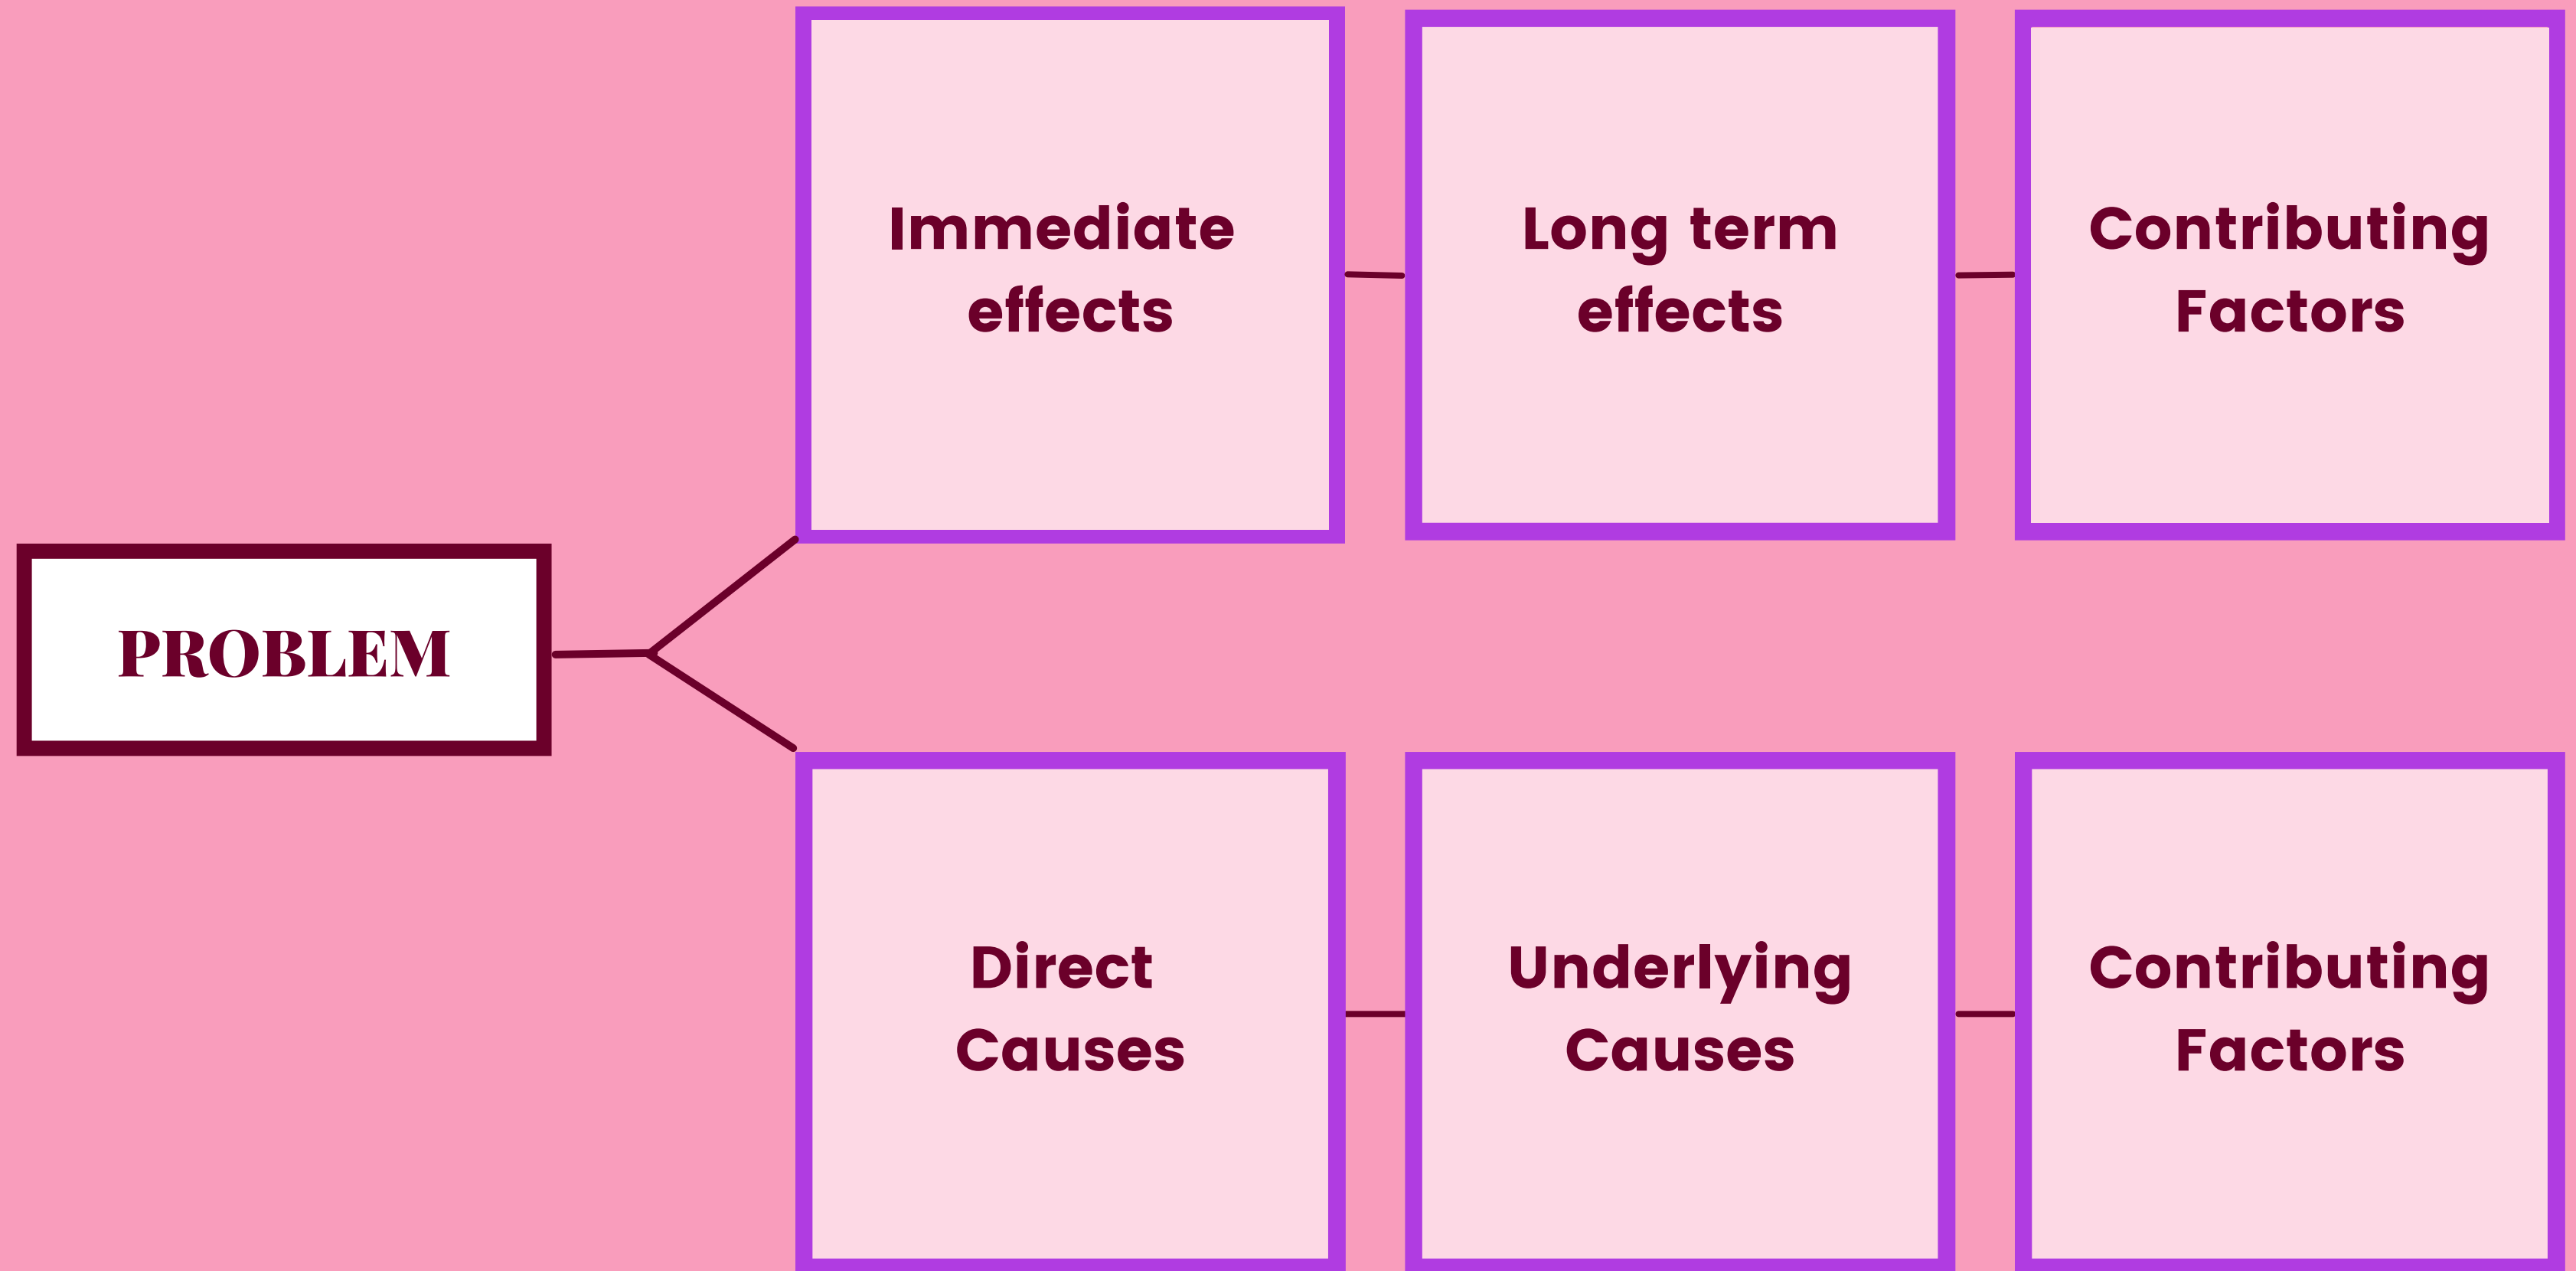 Immediate
effects
Long term
effects
Contributing
Factors
PROBLEM
Direct
Causes
Underlying
Causes
Contributing
Factors